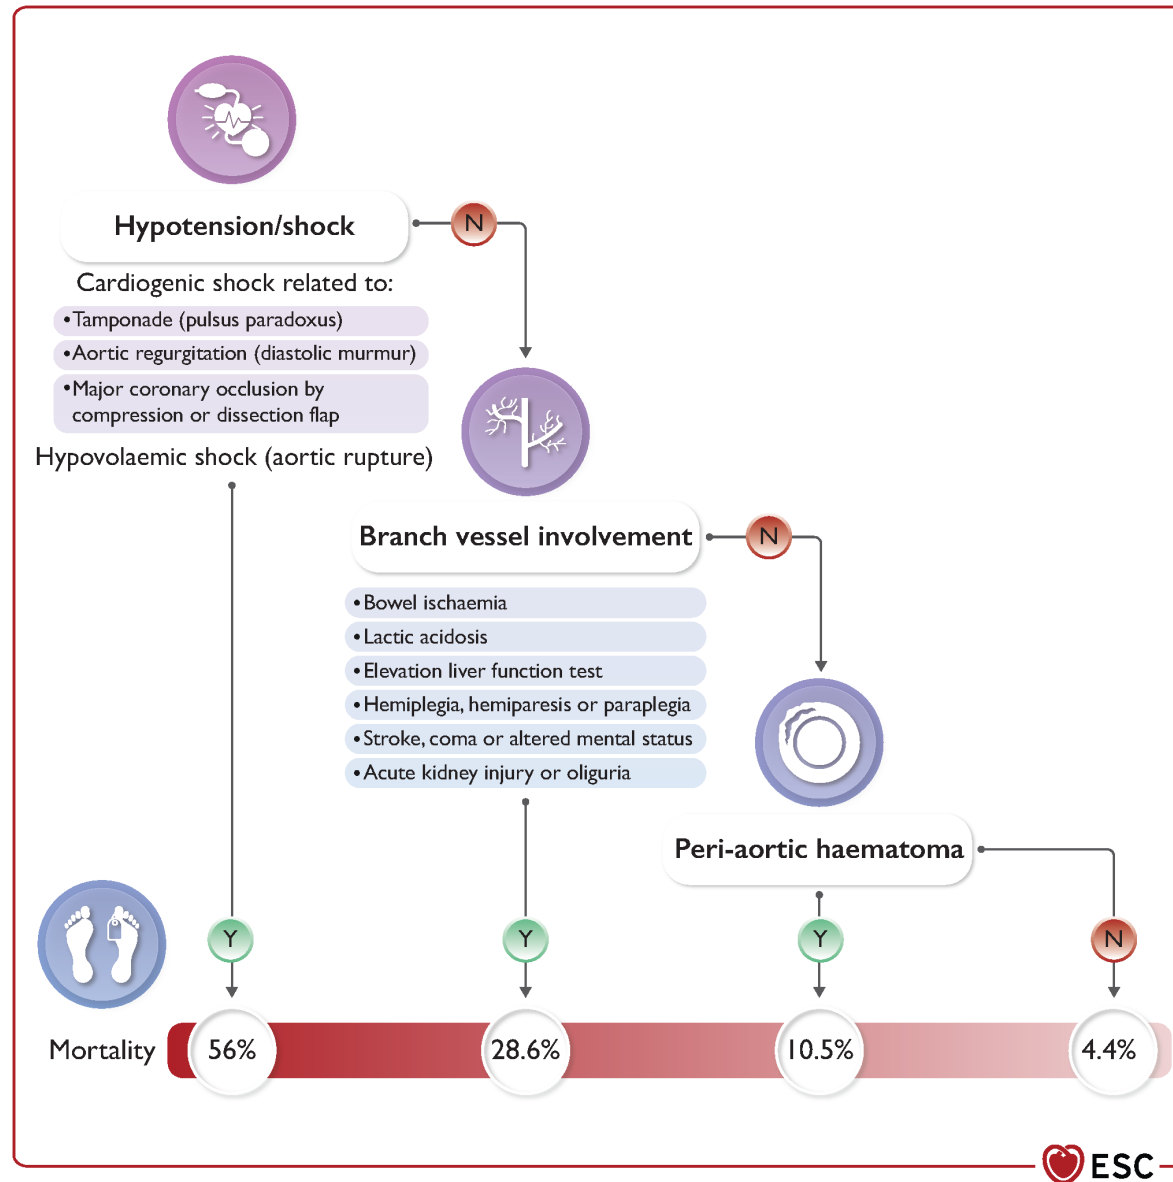 Hypotension/shock
N
Cardiogenic shock related to:
•Tamponade (pulsus paradoxus)
•Aortic regurgitation (diastolic murmur)
•Major coronary occlusion by
compression or dissection flap
Hypovolaemic shock (aortic rupture)
Branch vessel involvement
N
•Bowel ischaemia
•Lactic acidosis
•Elevation liver function test
•Hemiplegia, hemiparesis or paraplegia
•Stroke, coma or altered mental status
•Acute kidney injury or oliguria
Peri-aortic haematoma
Y
Y
Y
N
Mortality
56%
28.6%
10.5%
4.4%
ESC